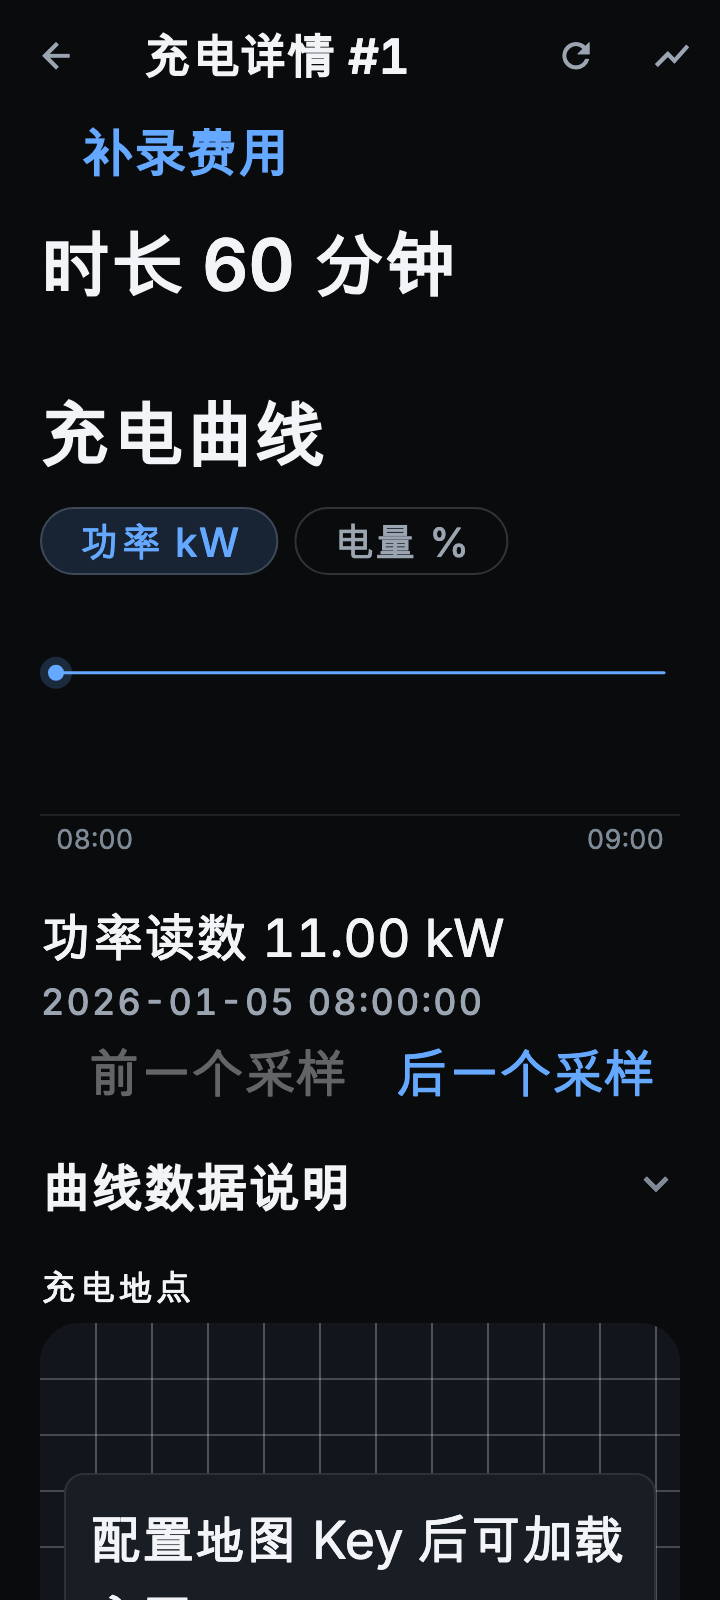 充电详情 #1
补录费用
时长 60 分钟
充电曲线
功率 kW
电量 %
08:00
09:00
功率读数 11.00 kW
2026-01-05 08:00:00
前一个采样
后一个采样
曲线数据说明
充电地点
配置地图 Key 后可加载